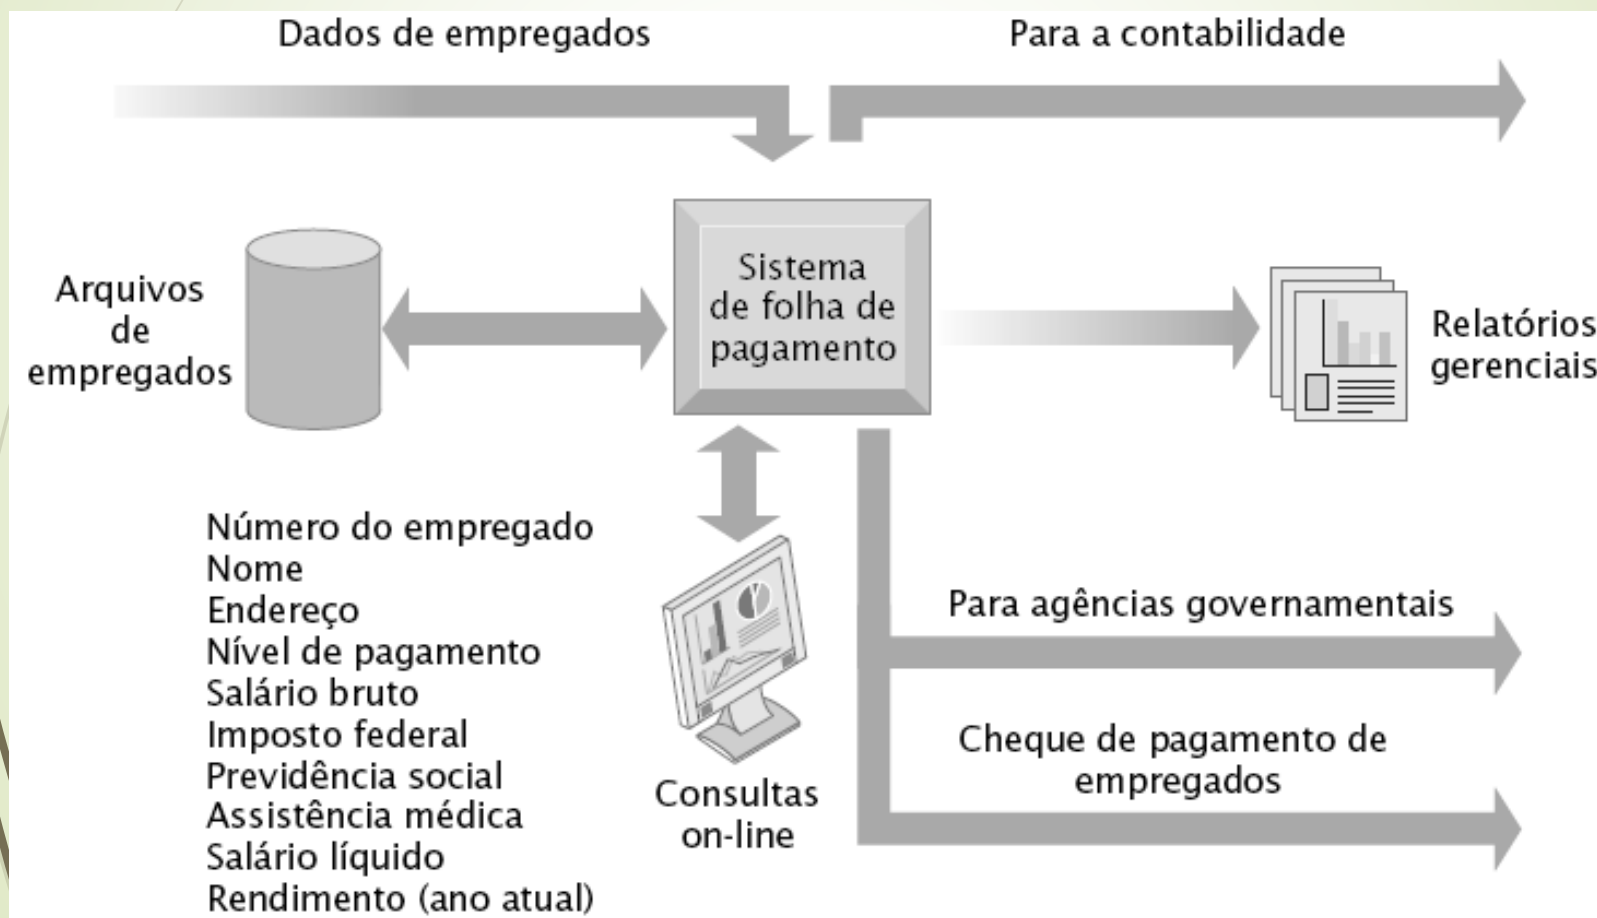 Dados de empregados
Para a contabilidade
Arquivos
de
empregados
Sistema
de folha de
pagamento
Relatórios
gerenciais
Número do empregado
Nome
Endereço
Nível de pagamento
Salário bruto
Imposto federal
Previdência social
Assistência médica
Salário líquido
Rendimento (ano atual)
Consultas
on-line
Para agências governamentais
Cheque de pagamento de
empregados